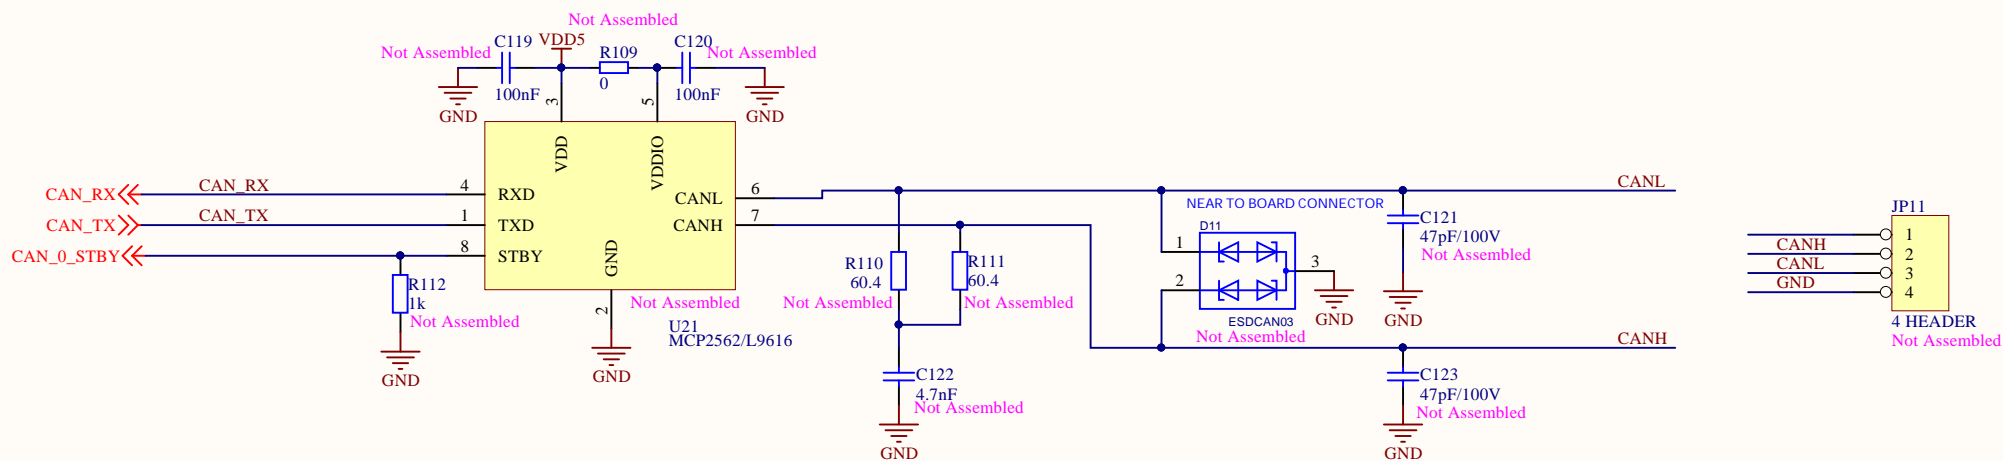 Not Assembled
C119
VDD5
C120
Not Assembled
R109
Not Assembled
0
100nF
100nF
3
5
GND
GND
VDD
VDDIO
CAN_RX
CAN_RX
4
RXD
CANL
6
CANL
CAN_TX
CAN_TX
1
TXD
CANH
7
CAN_0_STBY
8
STBY
GND
NEAR TO BOARD CONNECTOR
D11
1
2
3
GND
ESDCAN03
Not Assembled
C121
47pF/100V
Not Assembled
GND
R112
1k
Not Assembled
GND
2
GND
Not Assembled
U21
MCP2562/L9616
R110
60.4
Not Assembled
R111
60.4
Not Assembled
C122
4.7nF
Not Assembled
GND
CANH
C123
47pF/100V
Not Assembled
GND
JP11
1
CANH
2
CANL
3
GND
4
4 HEADER
Not Assembled